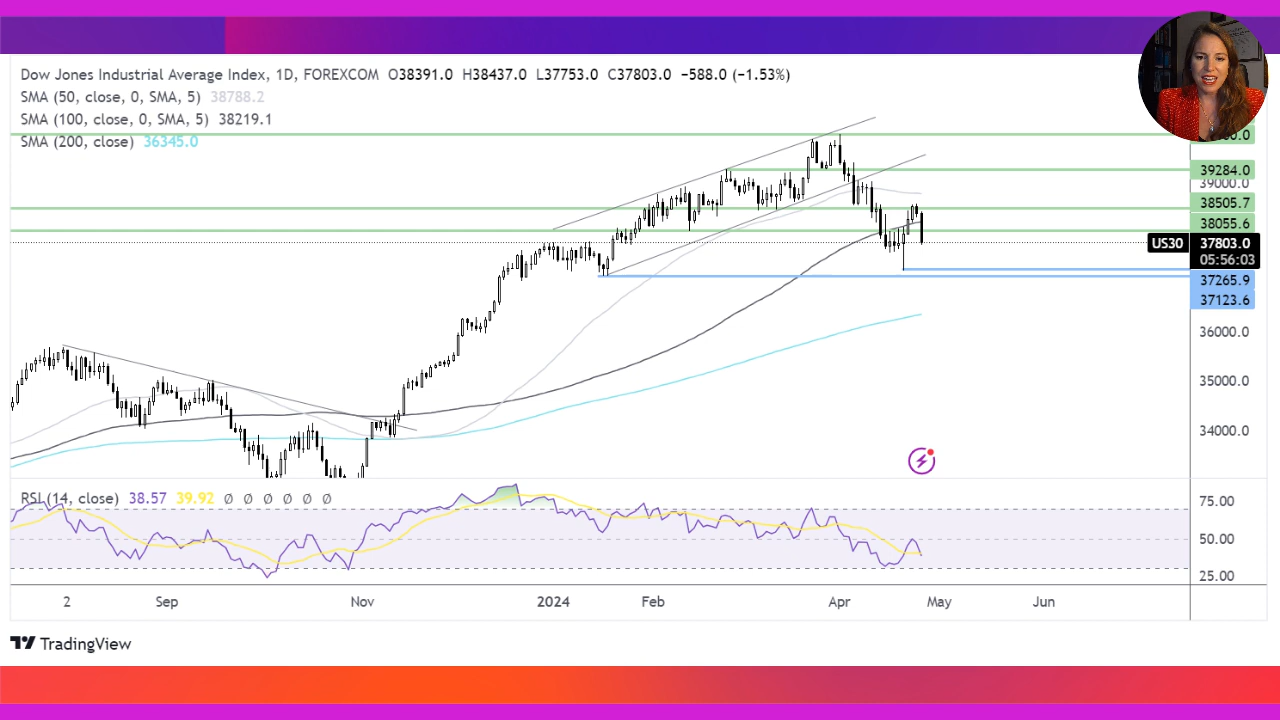 Dow Jones Industrial Average Index, 1D, FOREXCOM O38391.0 H38437.0 L37753.0 C37803.0 −588.0 (−1.53%)
SMA (50, close, 0, SMA, 5) 38788.2
SMA (100, close, 0, SMA, 5) 38219.1
SMA (200, close) 36345.0
39284.0
39000.0
38505.7
38055.6
US30 37803.0
05:56:03
37265.9
37123.6
36000.0
35000.0
34000.0
RSI (14, close) 38.57 39.92 Ø Ø Ø Ø Ø Ø
75.00
50.00
25.00
2 Sep Nov 2024 Feb Apr May Jun
TradingView